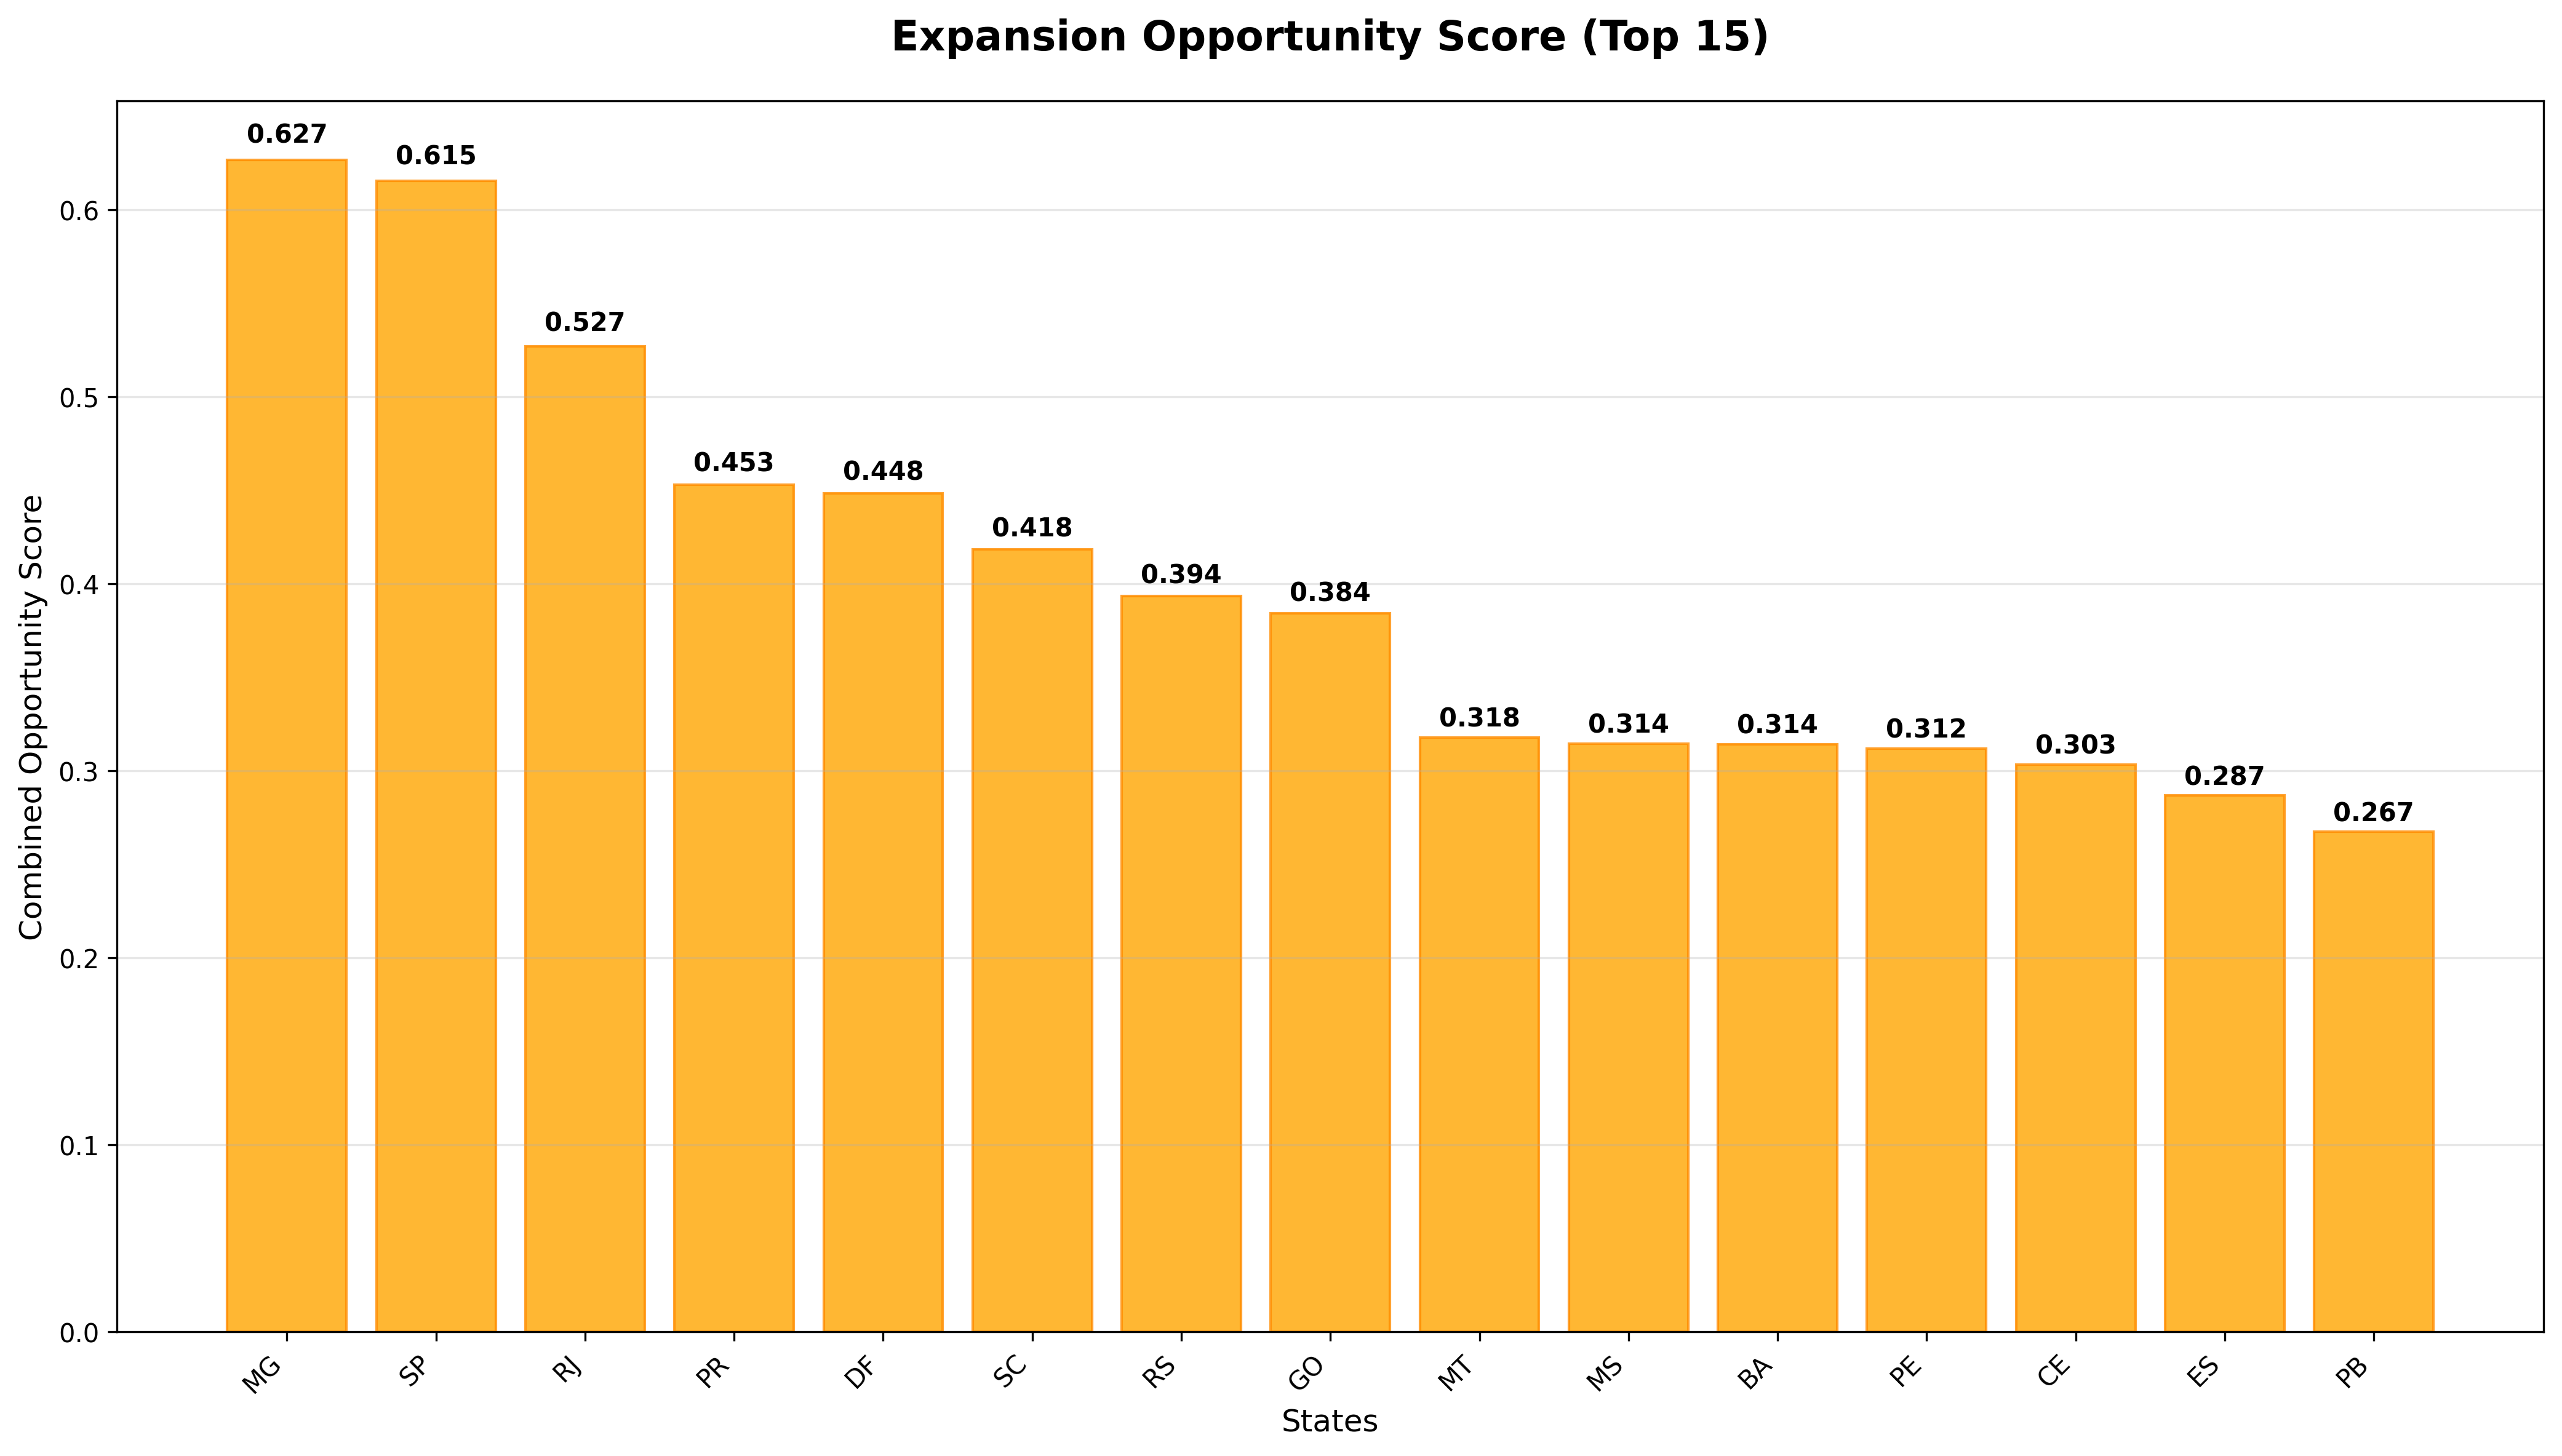 Expansion Opportunity Score (Top 15)
Combined Opportunity Score
0.6
0.5
0.4
0.3
0.2
0.1
0.0
0.627
0.615
0.527
0.453
0.448
0.418
0.394
0.384
0.318
0.314
0.314
0.312
0.303
0.287
0.267
MG
SP
RJ
PR
DF
SC
RS
GO
MT
MS
BA
PE
CE
ES
PB
States